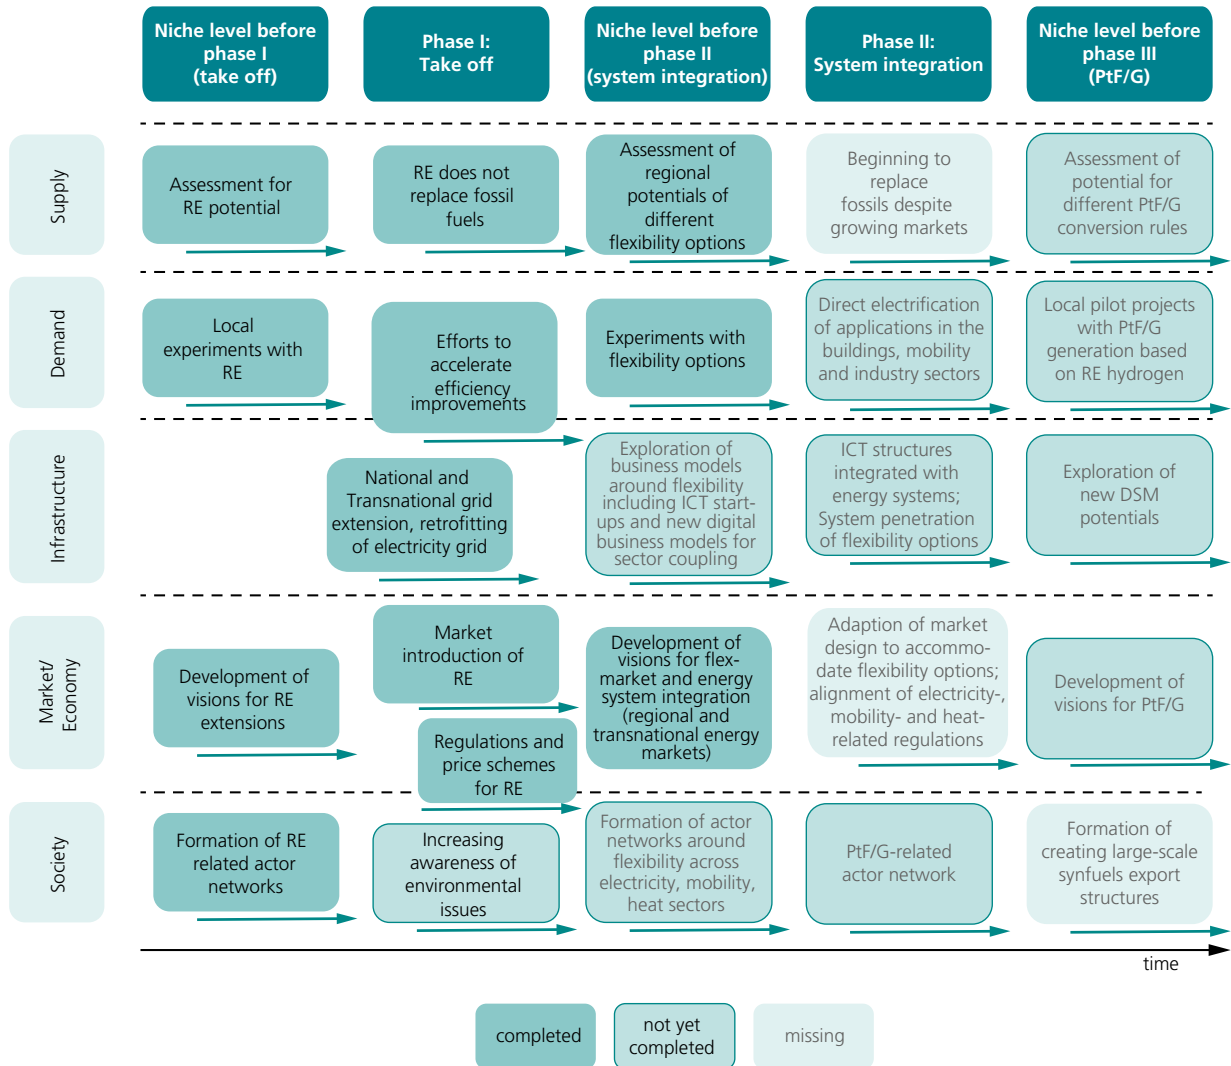 Niche level before
phase I
(take off)
Phase I:
Take off
Niche level before
phase II
(system integration)
Phase II:
System integration
Niche level before
phase III
(PtF/G)
Supply
Assessment for
RE potential
RE does not
replace fossil
fuels
Assessment of
regional
potentials of
different
flexibility options
Beginning to
replace
fossils despite
growing markets
Assessment of
potential for
different PtF/G
conversion rules
Demand
Local
experiments with
RE
Efforts to
accelerate
efficiency
improvements
Experiments with
flexibility options
Direct electrification
of applications in the
buildings, mobility
and industry sectors
Local pilot projects
with PtF/G
generation based
on RE hydrogen
Infrastructure
National and
Transnational grid
extension, retrofitting
of electricity grid
Exploration of
business models
around flexibility
including ICT start-
ups and new digital
business models for
sector coupling
ICT structures
integrated with
energy systems;
System penetration
of flexibility options
Exploration of
new DSM
potentials
Market/
Economy
Development of
visions for RE
extensions
Market
introduction of
RE
Regulations and
price schemes
for RE
Development of
visions for flex-
market and energy
system integration
(regional and
transnational energy
markets)
Adaption of market
design to accommo-
date flexibility options;
alignment of electricity-,
mobility- and heat-
related regulations
Development of
visions for PtF/G
Society
Formation of RE
related actor
networks
Increasing
awareness of
environmental
issues
Formation of actor
networks around
flexibility across
electricity, mobility,
heat sectors
PtF/G-related
actor network
Formation of
creating large-scale
synfuels export
structures
time
completed
not yet
completed
missing